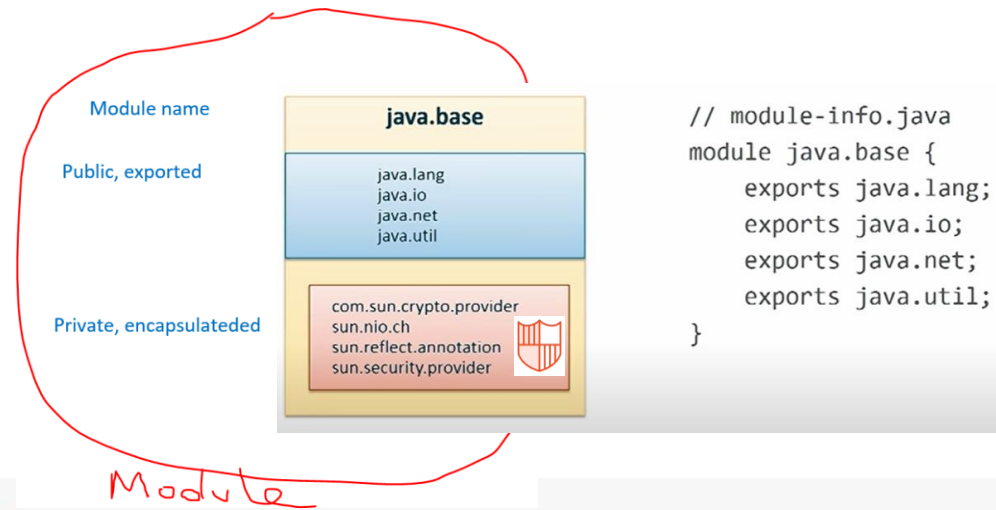 Module name
java.base
Public, exported
java.lang
java.io
java.net
java.util
Private, encapsulateded
com.sun.crypto.provider
sun.nio.ch
sun.reflect.annotation
sun.security.provider
// module-info.java
module java.base {
    exports java.lang;
    exports java.io;
    exports java.net;
    exports java.util;
}
Module